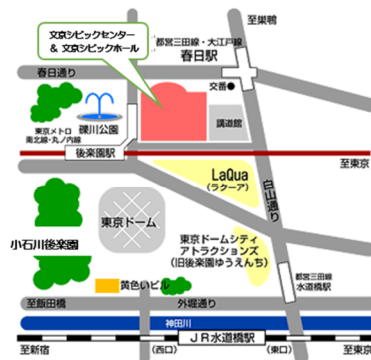 至巣鴨
文京シビックセンター
& 文京シビックホール
都営三田線・大江戸線
春日駅
春日通り
交番●
講道館
礫川公園
東京メトロ
南北線・丸ノ内線
後楽園駅
至東京
LaQua
(ラクーア)
白山通り
東京ドーム
小石川後楽園
東京ドームシティ
アトラクションズ
(旧後楽園ゆうえんち)
都営三田線
水道橋駅
黄色いビル
至飯田橋
外堀通り
神田川
至新宿
(西口)
JR水道橋駅
(東口)
至東京